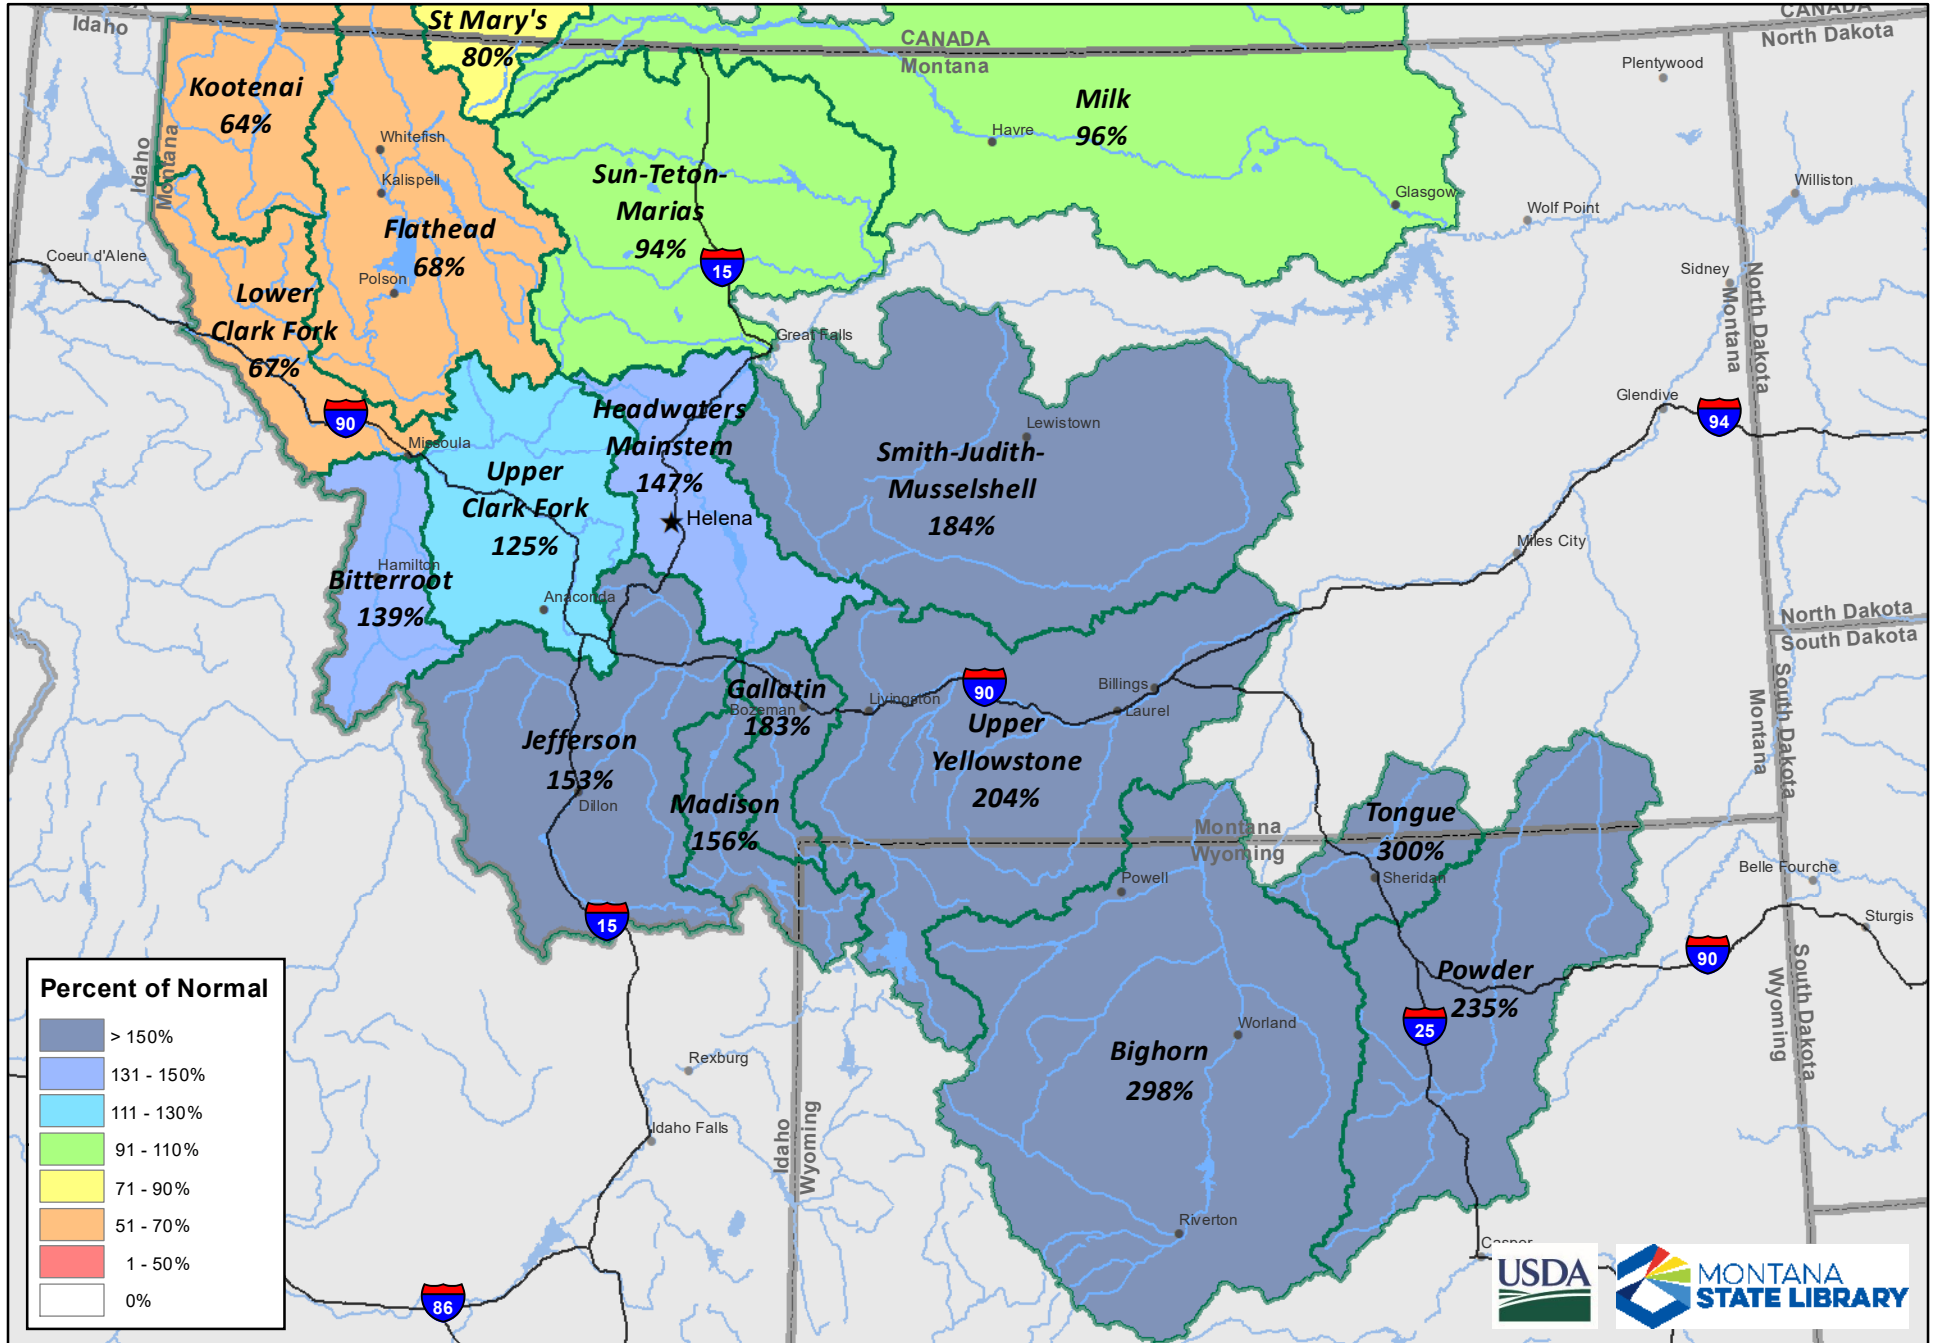 CANADA
Idaho
St Mary's
80%
CANADA
Montana
CANADA
North Dakota
Plentywood
Kootenai
64%
Milk
96%
Havre
Whitefish
Idaho
Montana
Kalispell
Sun-Teton-
Marias
94%
Glasgow
Williston
Wolf Point
Flathead
68%
Coeur d'Alene
Polson
15
Sidney
North Dakota
Montana
Lower
Clark Fork
67%
Great Falls
Glendive
94
90
Missoula
Headwaters
Mainstem
147%
Helena
Lewistown
Smith-Judith-
Musselshell
184%
Upper
Clark Fork
125%
Miles City
Hamilton
Bitterroot
139%
Anaconda
North Dakota
South Dakota
Gallatin
Bozeman
183%
Livingston
90
Billings
Laurel
South Dakota
Montana
Upper
Yellowstone
204%
Jefferson
153%
Dillon
Madison
156%
Tongue
300%
Montana
Wyoming
Sheridan
Powell
Belle Fourche
Sturgis
15
90
Powder
235%
South Dakota
Wyoming
25
Worland
Bighorn
298%
Rexburg
Idaho Falls
Idaho
Wyoming
Riverton
Casper
86
Percent of Normal
> 150%
131 - 150%
111 - 130%
91 - 110%
71 - 90%
51 - 70%
1 - 50%
0%
USDA
MONTANA
STATE LIBRARY